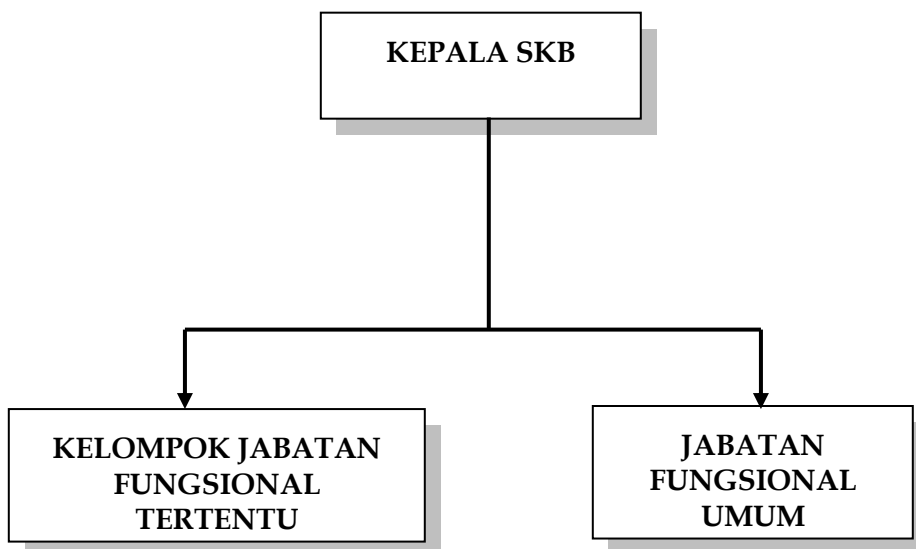 KEPALA SKB
KELOMPOK JABATAN
FUNGSIONAL
TERTENTU
JABATAN
FUNGSIONAL
UMUM